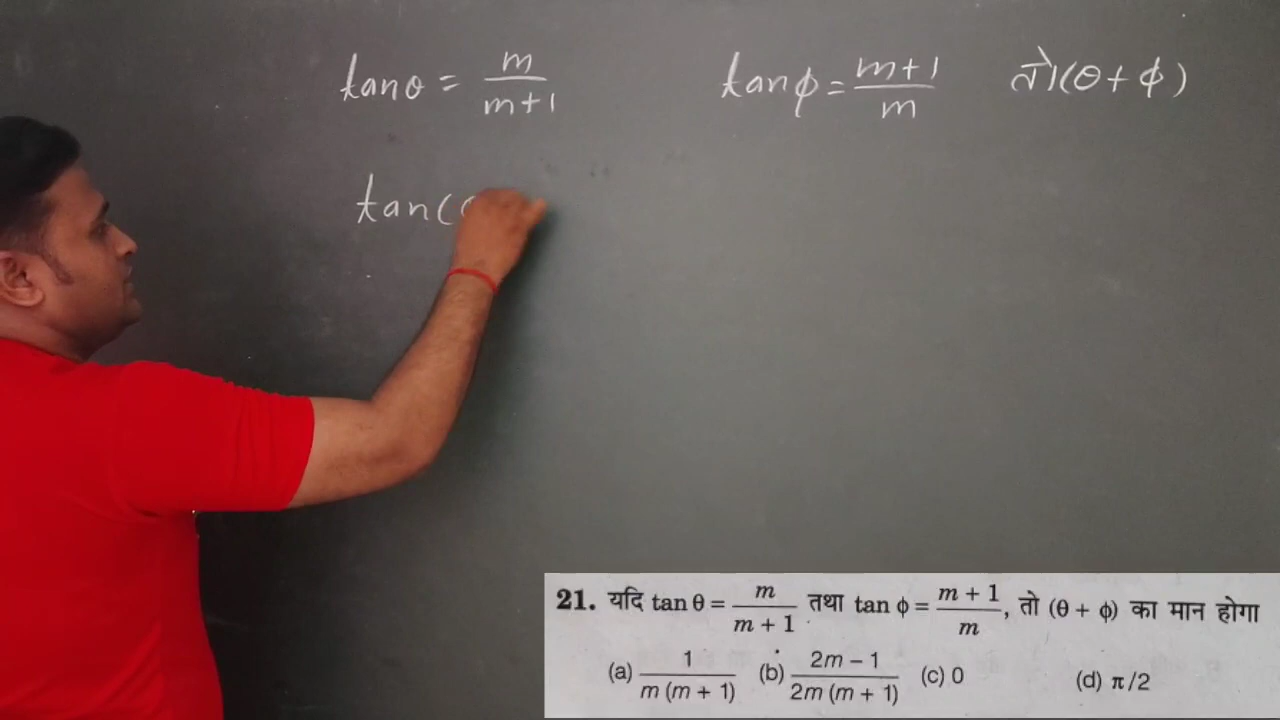 tanθ = m/m+1 tanϕ = m+1/m तो (θ + ϕ)
tan(
21. यदि tan θ = m/m + 1 तथा tan ϕ = m + 1/m, तो (θ + ϕ) का मान होगा
(a) 1/m (m + 1) (b) 2m – 1/2m (m + 1) (c) 0 (d) π/2